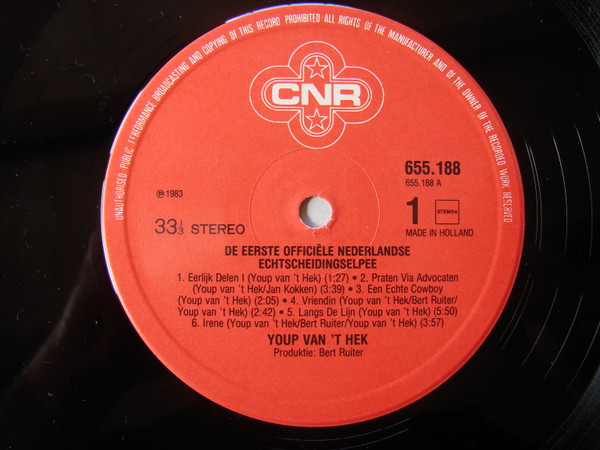 UNAUTHORISED PUBLIC PERFORMANCE BROADCASTING AND COPYING OF THIS RECORD PROHIBITED ALL RIGHTS OF THE MANUFACTURER AND OF THE OWNER OF THE RECORDED WORK RESERVED
CNR
655.188
655.188 A
℗ 1983
1 STEMRA
33⅓ STEREO
MADE IN HOLLAND
DE EERSTE OFFICIËLE NEDERLANDSE
ECHTSCHEIDINGSELPEE
1. Eerlijk Delen I (Youp van 't Hek) (1:27) • 2. Praten Via Advocaten
(Youp van 't Hek/Jan Kokken) (3:39) • 3. Een Echte Cowboy
(Youp van 't Hek) (2:05) • 4. Vriendin (Youp van 't Hek/Bert Ruiter/
Youp van 't Hek) (2:42) • 5. Langs De Lijn (Youp van 't Hek) (5:50)
6. Irene (Youp van 't Hek/Bert Ruiter/Youp van 't Hek) (3:57)
YOUP VAN 'T HEK
Produktie: Bert Ruiter